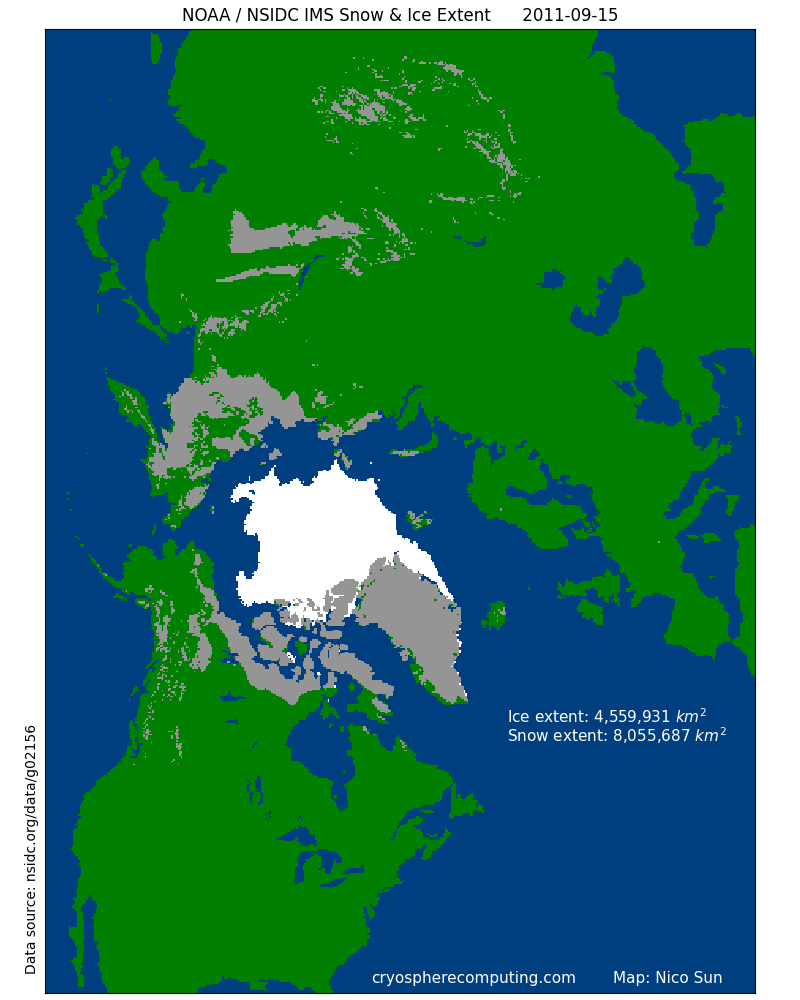 NOAA / NSIDC IMS Snow & Ice Extent 2011-09-15
Ice extent: 4,559,931 km²
Snow extent: 8,055,687 km²
Data source: nsidc.org/data/g02156
cryospherecomputing.com Map: Nico Sun